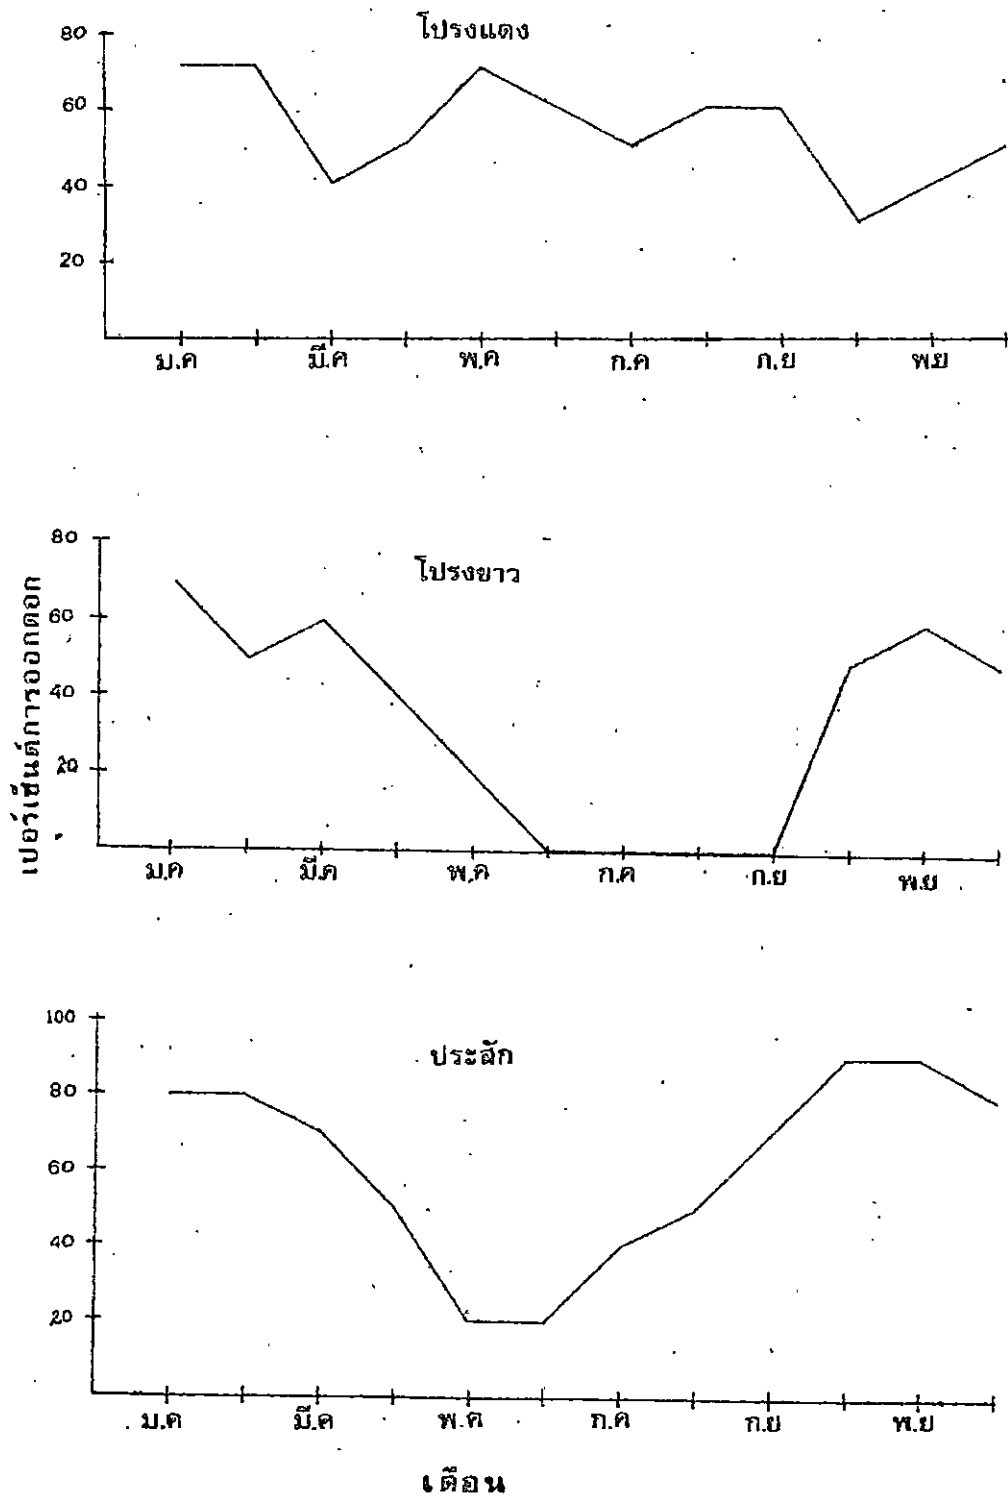 โปรงแดง
80
60
40
20
ม.ค มี.ค พ.ค ก.ค ก.ย พ.ย
เปอร์เซ็นต์การออกดอก
โปรงขาว
80
60
40
20
ม.ค มี.ค พ.ค ก.ค ก.ย พ.ย
ประสัก
100
80
60
40
20
ม.ค มี.ค พ.ค ก.ค ก.ย พ.ย
เดือน